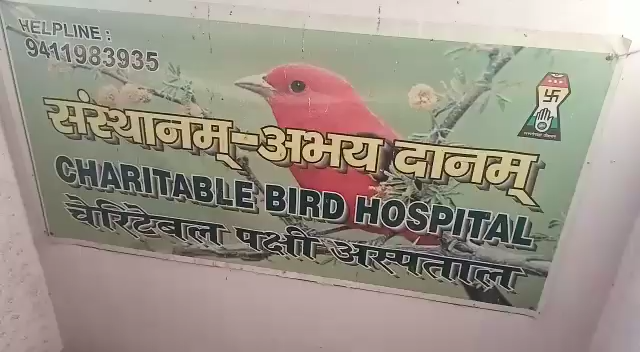 HELPLINE :
9411983935
संस्थानम्-अभय दानम्
CHARITABLE BIRD HOSPITAL
चैरिटेबल पक्षी अस्पताल